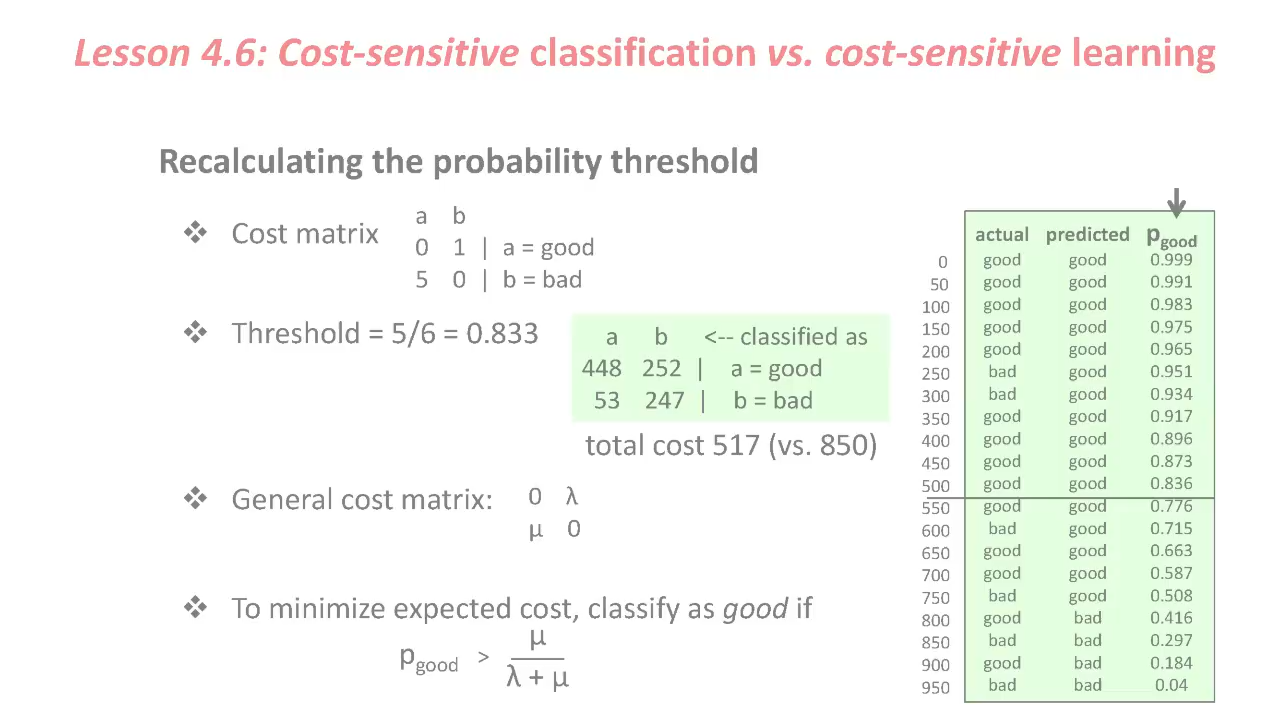 Lesson 4.6: Cost-sensitive classification vs. cost-sensitive learning
Recalculating the probability threshold
❖ Cost matrix
a b
0 1 | a = good
5 0 | b = bad
❖ Threshold = 5/6 = 0.833
a b <-- classified as
448 252 | a = good
53 247 | b = bad
total cost 517 (vs. 850)
❖ General cost matrix:
0 λ
μ 0
❖ To minimize expected cost, classify as good if
pgood > μ
λ + μ
actual predicted pgood
0 good good 0.999
50 good good 0.991
100 good good 0.983
150 good good 0.975
200 good good 0.965
250 bad good 0.951
300 bad good 0.934
350 good good 0.917
400 good good 0.896
450 good good 0.873
500 good good 0.836
550 good good 0.776
600 bad good 0.715
650 good good 0.663
700 good good 0.587
750 bad good 0.508
800 good bad 0.416
850 bad bad 0.297
900 good bad 0.184
950 bad bad 0.04